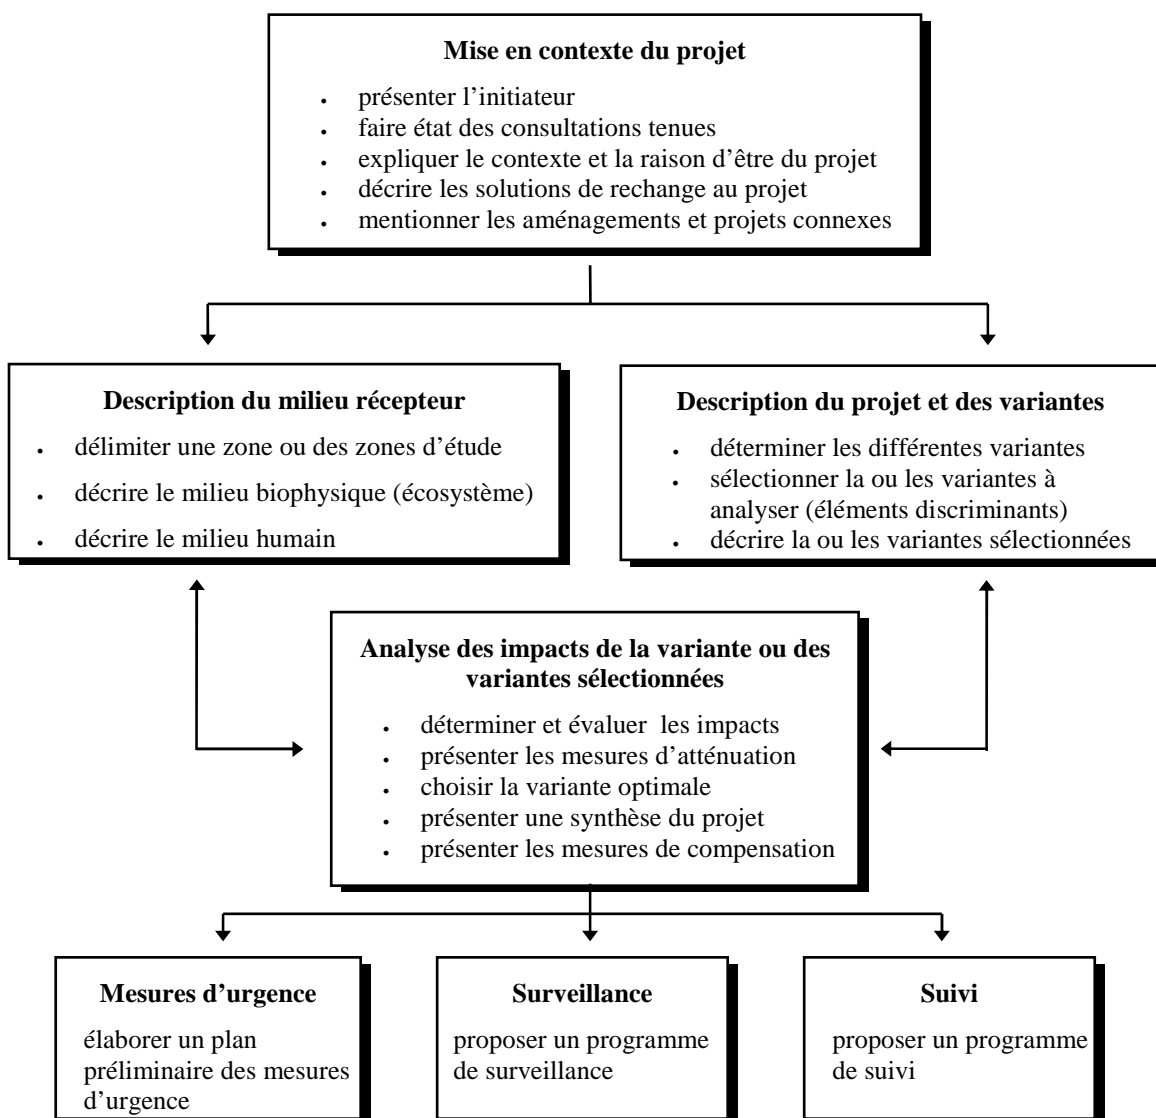 Mise en contexte du projet
• présenter l’initiateur
• faire état des consultations tenues
• expliquer le contexte et la raison d’être du projet
• décrire les solutions de rechange au projet
• mentionner les aménagements et projets connexes
Description du milieu récepteur
• délimiter une zone ou des zones d’étude
• décrire le milieu biophysique (écosystème)
• décrire le milieu humain
Description du projet et des variantes
• déterminer les différentes variantes
• sélectionner la ou les variantes à
analyser (éléments discriminants)
• décrire la ou les variantes sélectionnées
Analyse des impacts de la variante ou des
variantes sélectionnées
• déterminer et évaluer les impacts
• présenter les mesures d’atténuation
• choisir la variante optimale
• présenter une synthèse du projet
• présenter les mesures de compensation
Mesures d’urgence
élaborer un plan
préliminaire des mesures
d’urgence
Surveillance
proposer un programme
de surveillance
Suivi
proposer un programme
de suivi